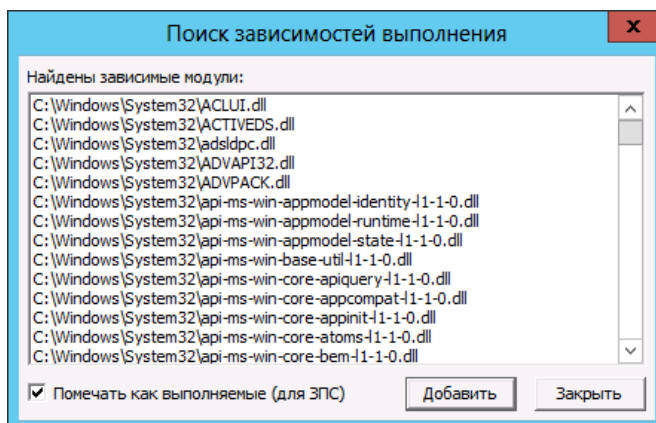 Поиск зависимостей выполнения
x
Найдены зависимые модули:
C:\Windows\System32\ACLUI.dll
C:\Windows\System32\ACTIVEDS.dll
C:\Windows\System32\adsldpc.dll
C:\Windows\System32\ADVAPI32.dll
C:\Windows\System32\ADVPACK.dll
C:\Windows\System32\api-ms-win-appmodel-identity-l1-1-0.dll
C:\Windows\System32\api-ms-win-appmodel-runtime-l1-1-0.dll
C:\Windows\System32\api-ms-win-appmodel-state-l1-1-0.dll
C:\Windows\System32\api-ms-win-base-util-l1-1-0.dll
C:\Windows\System32\api-ms-win-core-apiquery-l1-1-0.dll
C:\Windows\System32\api-ms-win-core-appcompat-l1-1-0.dll
C:\Windows\System32\api-ms-win-core-appinit-l1-1-0.dll
C:\Windows\System32\api-ms-win-core-atoms-l1-1-0.dll
C:\Windows\System32\api-ms-win-core-bem-l1-1-0.dll
Помечать как выполняемые (для ЗПС) Добавить Закрыть